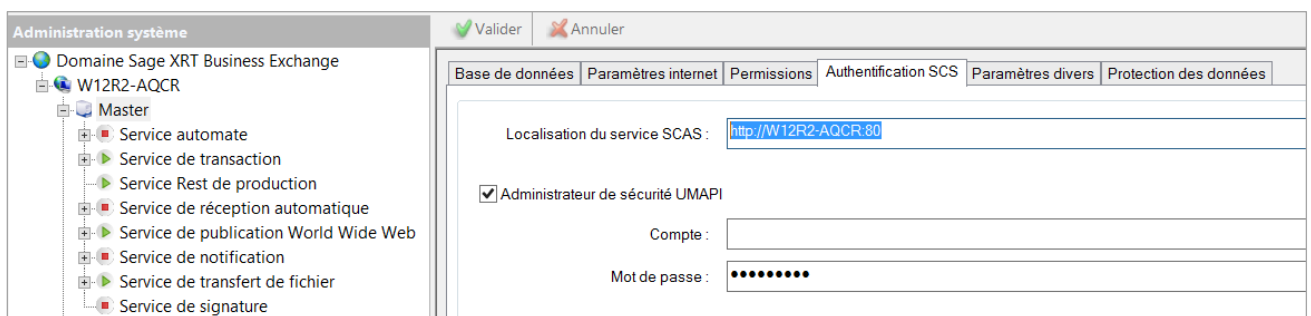 Administration système
Domaine Sage XRT Business Exchange
W12R2-AQCR
Master
Service automate
Service de transaction
Service Rest de production
Service de réception automatique
Service de publication World Wide Web
Service de notification
Service de transfert de fichier
Service de signature
Valider Annuler
Base de données Paramètres internet Permissions Authentification SCS Paramètres divers Protection des données
Localisation du service SCAS : http://W12R2-AQCR:80
Administrateur de sécurité UMAPI
Compte :
Mot de passe : •••••••••